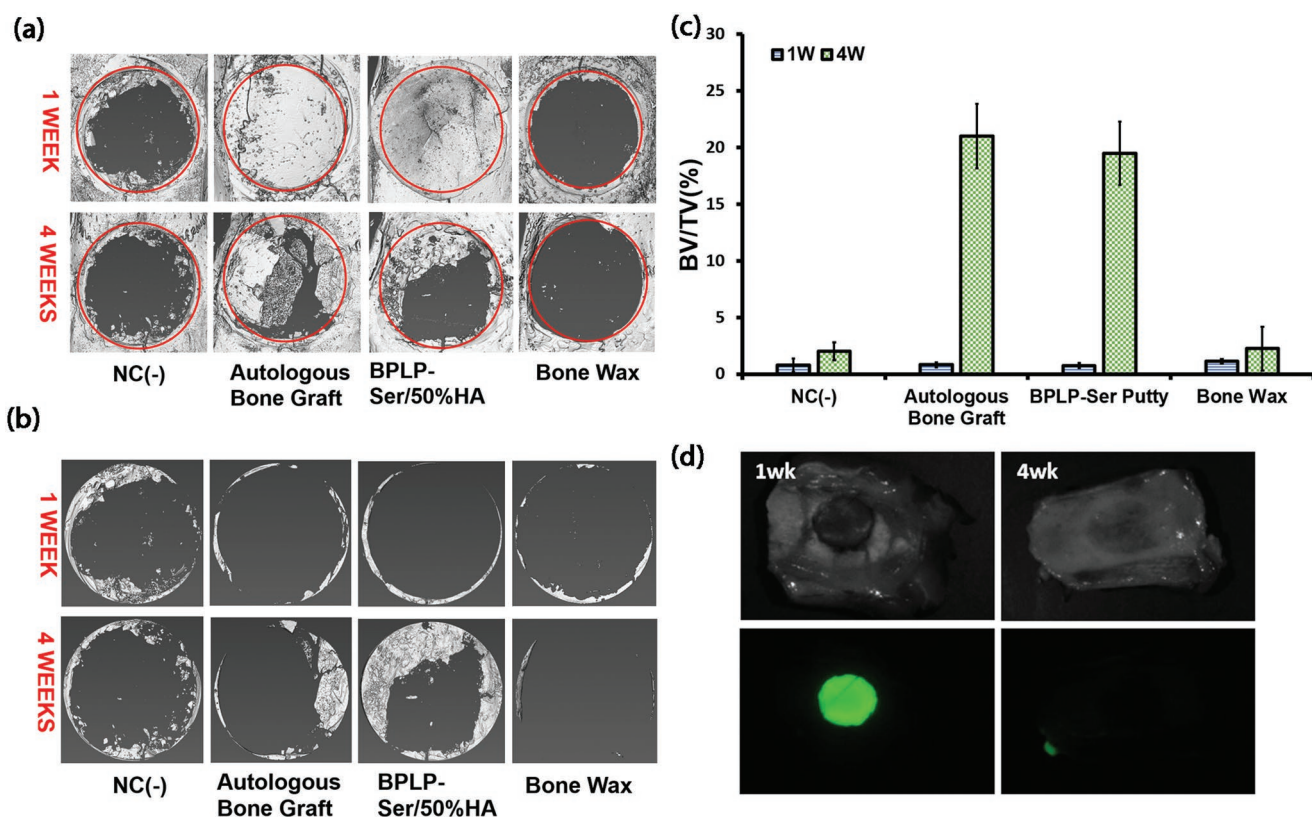 (a)
1 WEEK
4 WEEKS
NC(-)
Autologous
Bone Graft
BPLP-
Ser/50%HA
Bone Wax
(b)
1 WEEK
4 WEEKS
NC(-)
Autologous
Bone Graft
BPLP-
Ser/50%HA
Bone Wax
(c)
30
25
20
15
10
5
0
BV/TV(%)
1W
4W
NC(-)
Autologous
Bone Graft
BPLP-Ser Putty
Bone Wax
(d)
1wk
4wk